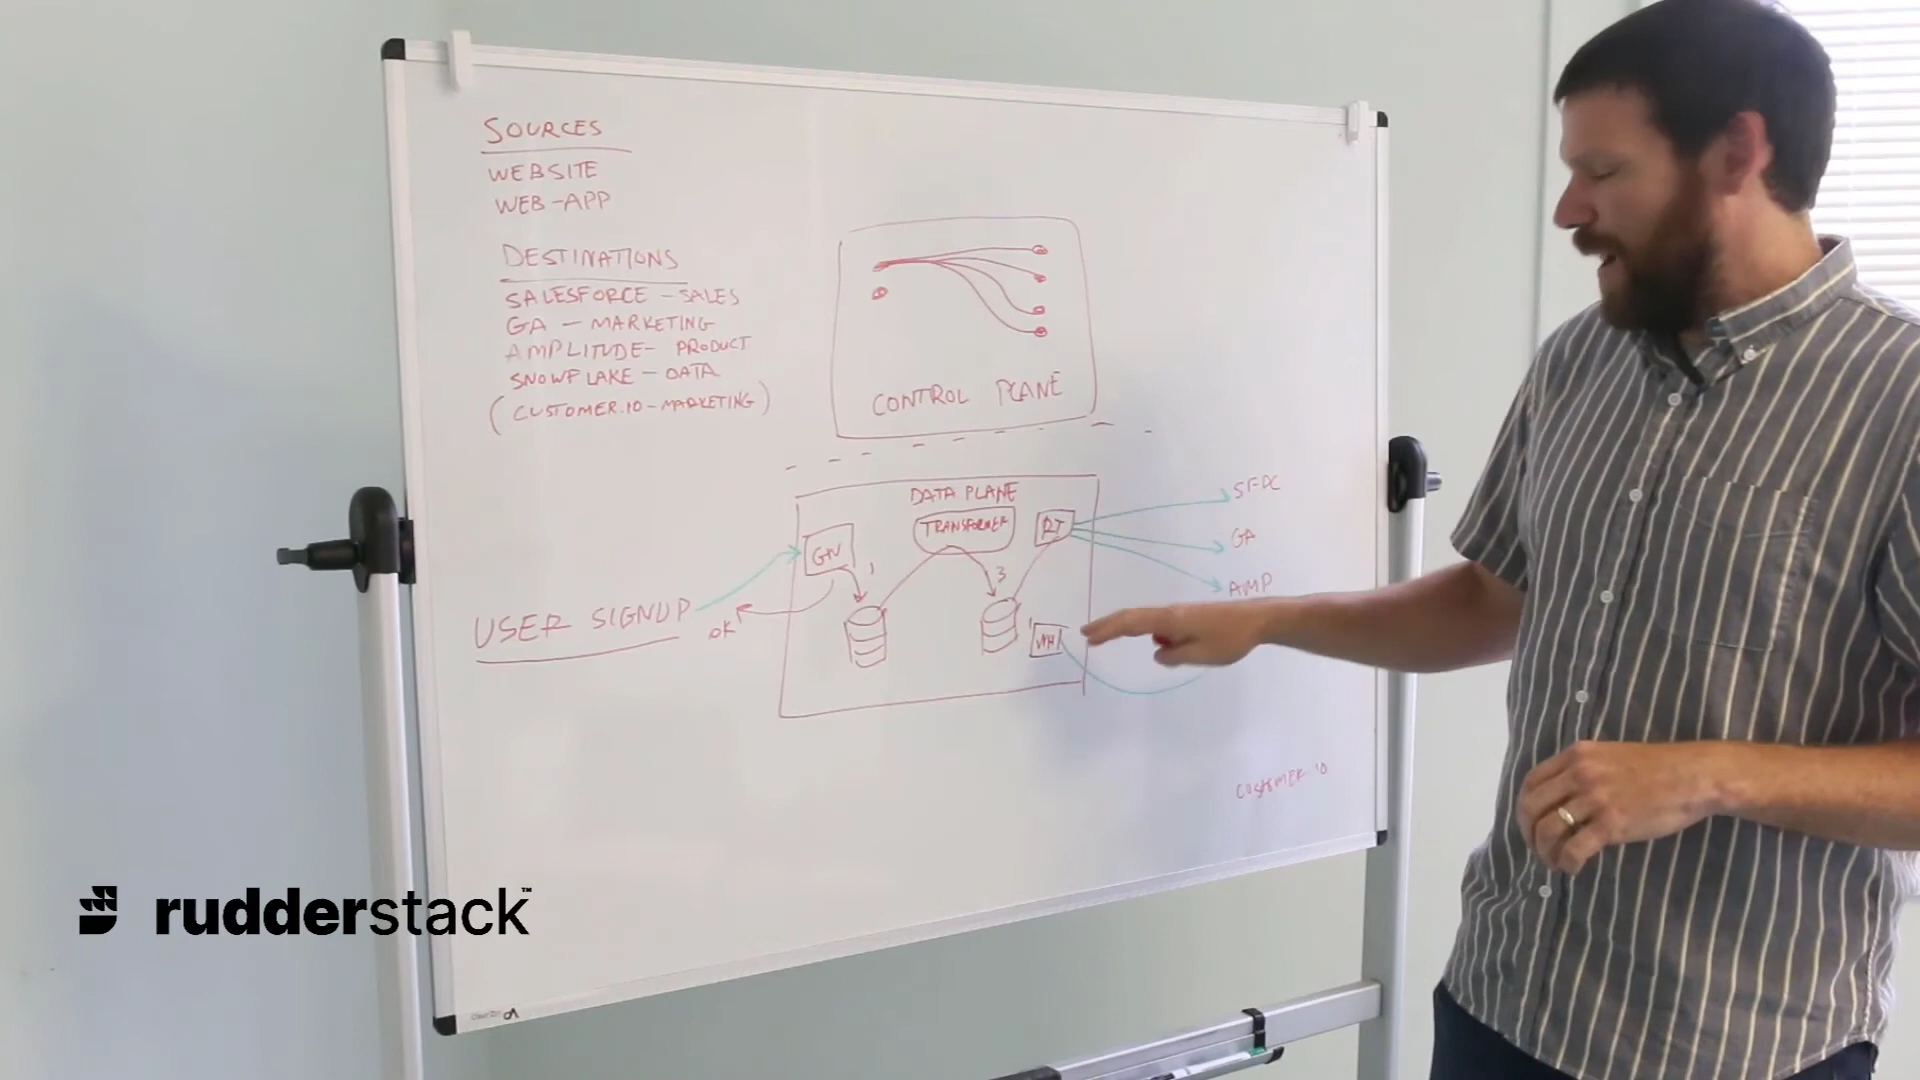 SOURCES
WEBSITE
WEB-APP
DESTINATIONS
SALESFORCE - SALES
GA - MARKETING
AMPLITUDE - PRODUCT
SNOWFLAKE - DATA
(CUSTOMER.IO - MARKETING)
CONTROL PLANE
DATA PLANE
TRANSFORMER
RT
GW
1
3
SFDC
GA
AMP
USER SIGNUP
OK
WH
CUSTOMER IO
rudderstack™